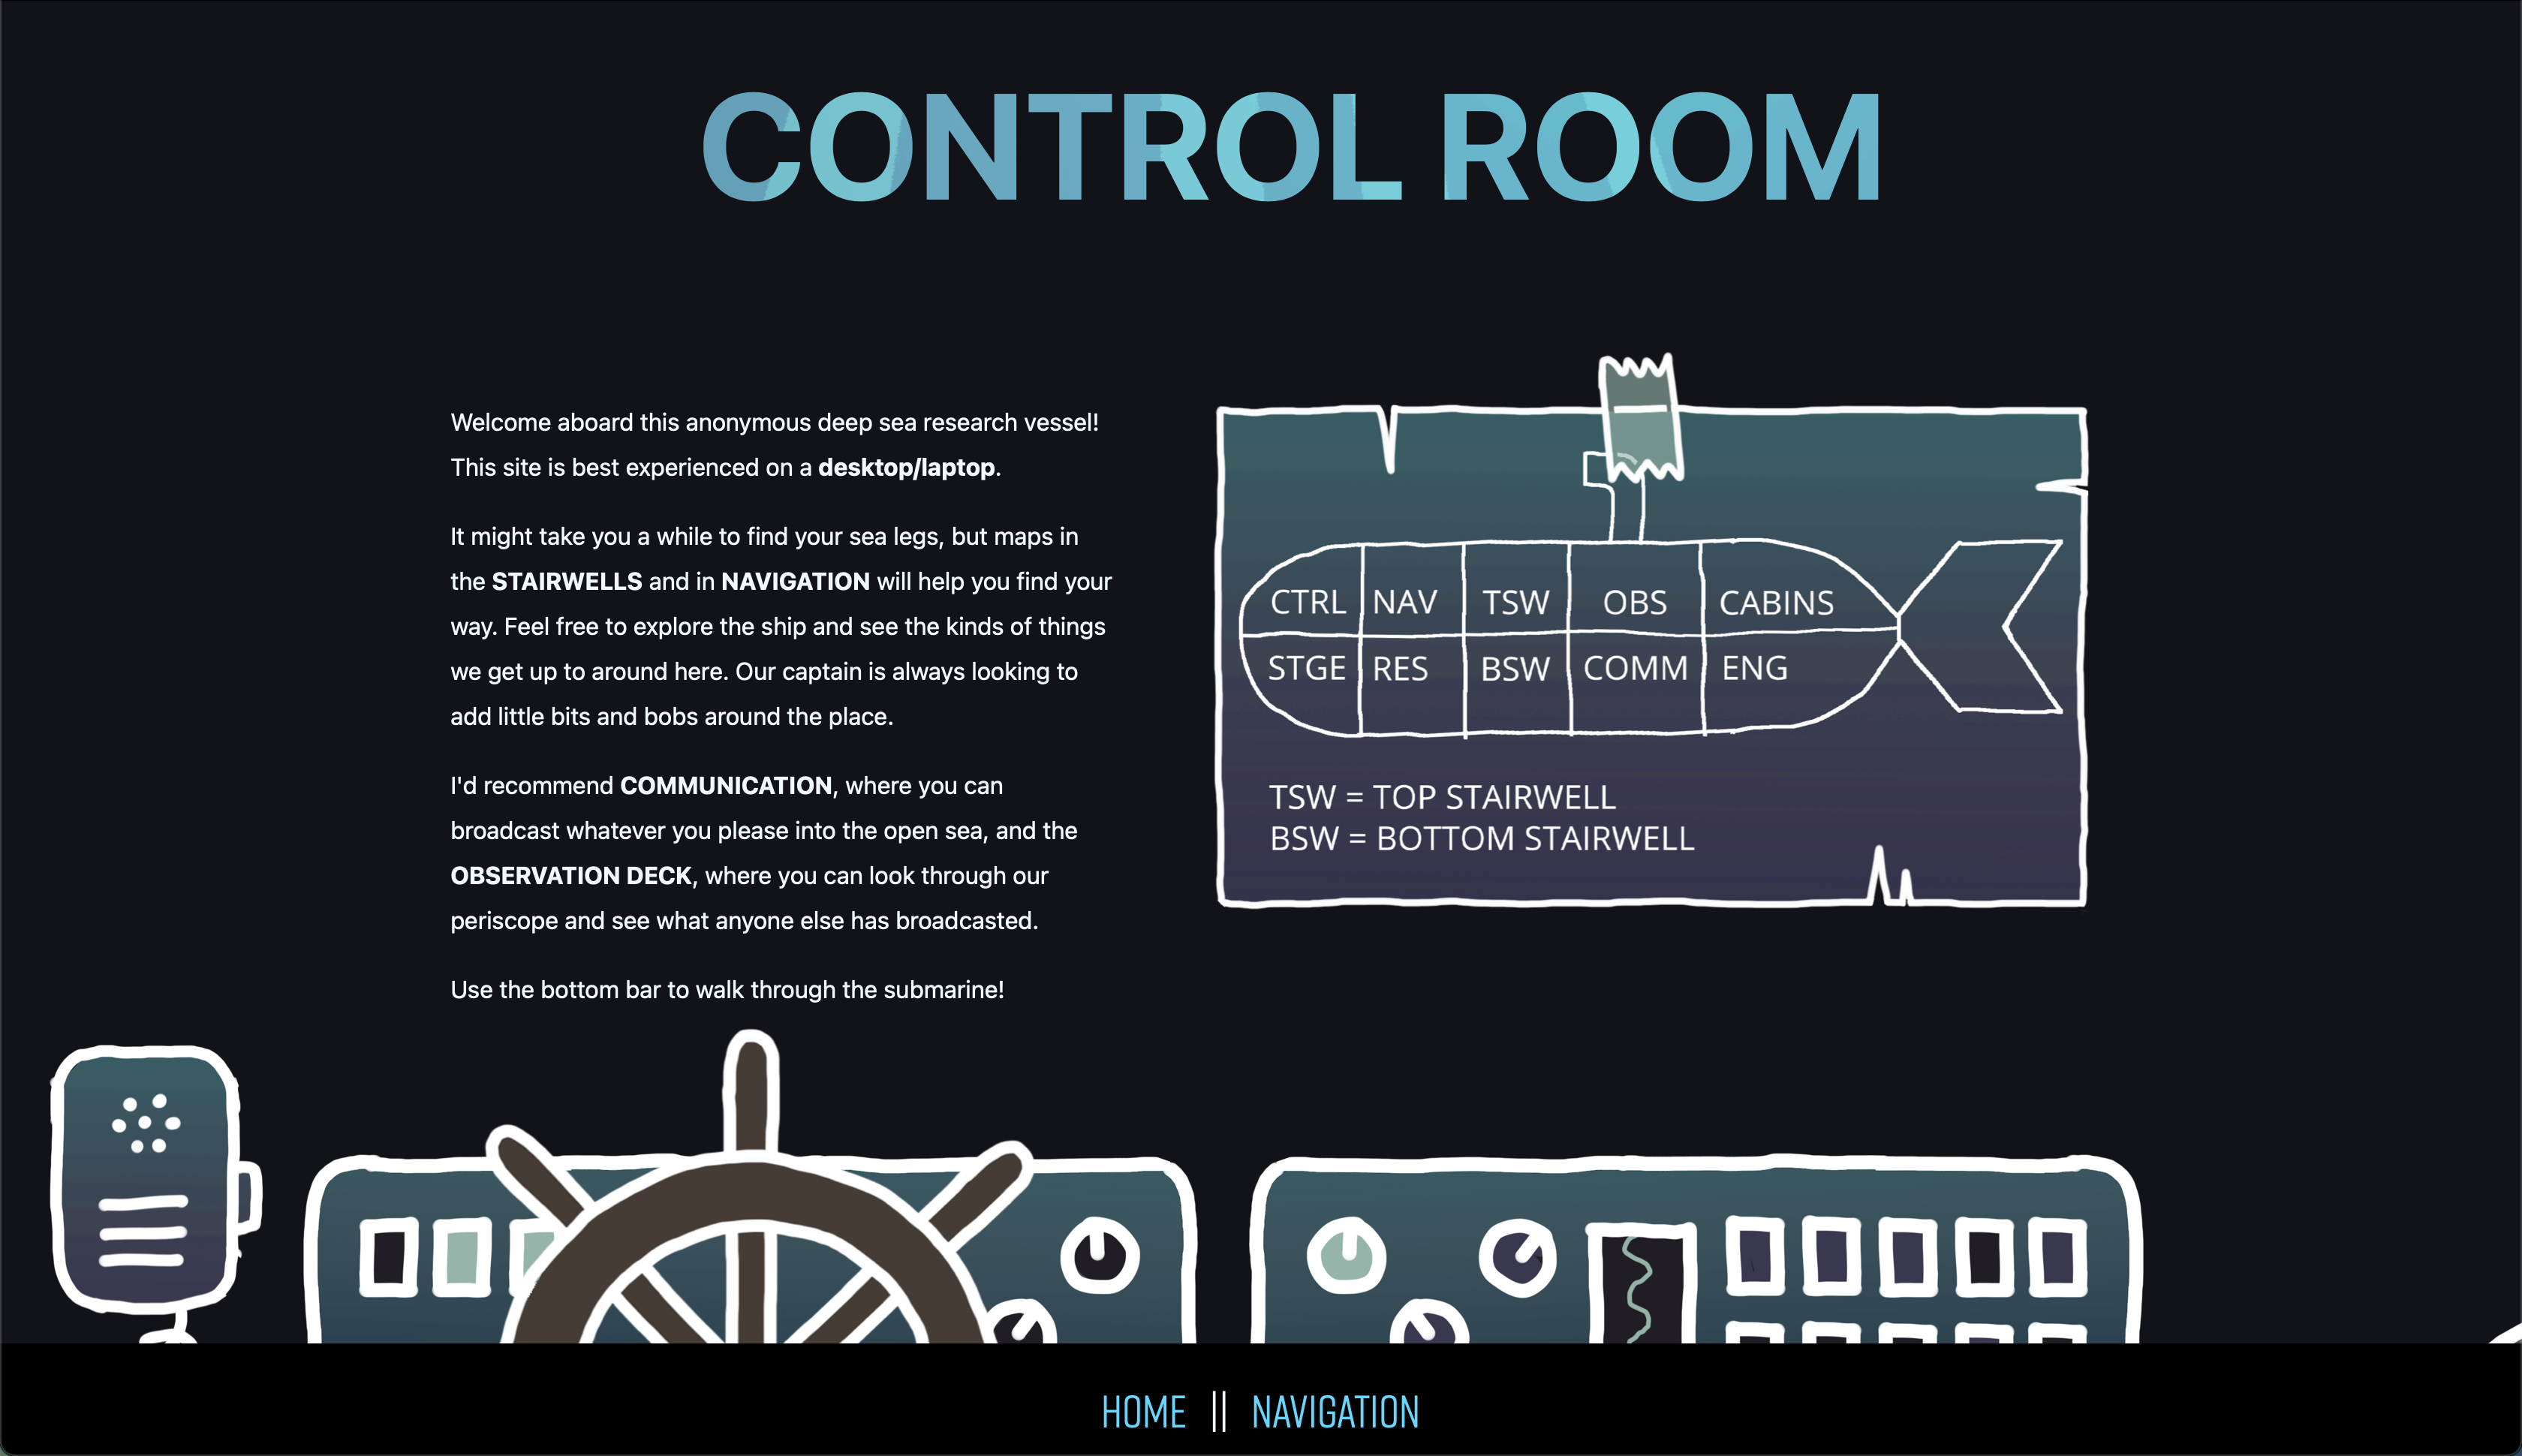 CONTROL ROOM
Welcome aboard this anonymous deep sea research vessel!
This site is best experienced on a desktop/laptop.
It might take you a while to find your sea legs, but maps in
the STAIRWELLS and in NAVIGATION will help you find your
way. Feel free to explore the ship and see the kinds of things
we get up to around here. Our captain is always looking to
add little bits and bobs around the place.
I'd recommend COMMUNICATION, where you can
broadcast whatever you please into the open sea, and the
OBSERVATION DECK, where you can look through our
periscope and see what anyone else has broadcasted.
Use the bottom bar to walk through the submarine!
CTRL NAV TSW OBS CABINS
STGE RES BSW COMM ENG
TSW = TOP STAIRWELL
BSW = BOTTOM STAIRWELL
HOME || NAVIGATION